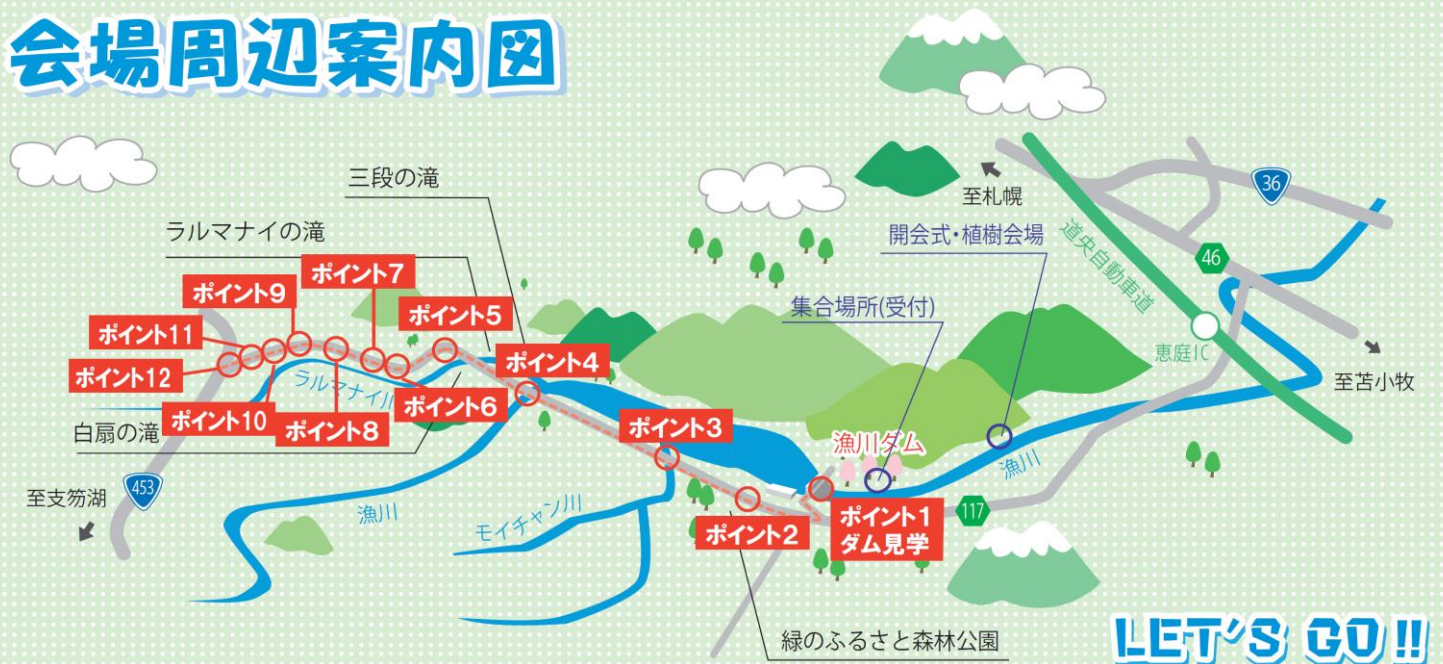 会場周辺案内図
三段の滝
ラルマナイの滝
ポイント7
ポイント9
ポイント5
ポイント11
ポイント4
ポイント12
ラルマナイ川
ポイント6
ポイント10
ポイント8
白扇の滝
ポイント3
至支笏湖
453
漁川
モイチャン川
ポイント2
ポイント1
ダム見学
117
漁川ダム
漁川
集合場所(受付)
開会式・植樹会場
至札幌
36
道央自動車道
46
恵庭IC
至苫小牧
緑のふるさと森林公園
LET'S GO!!